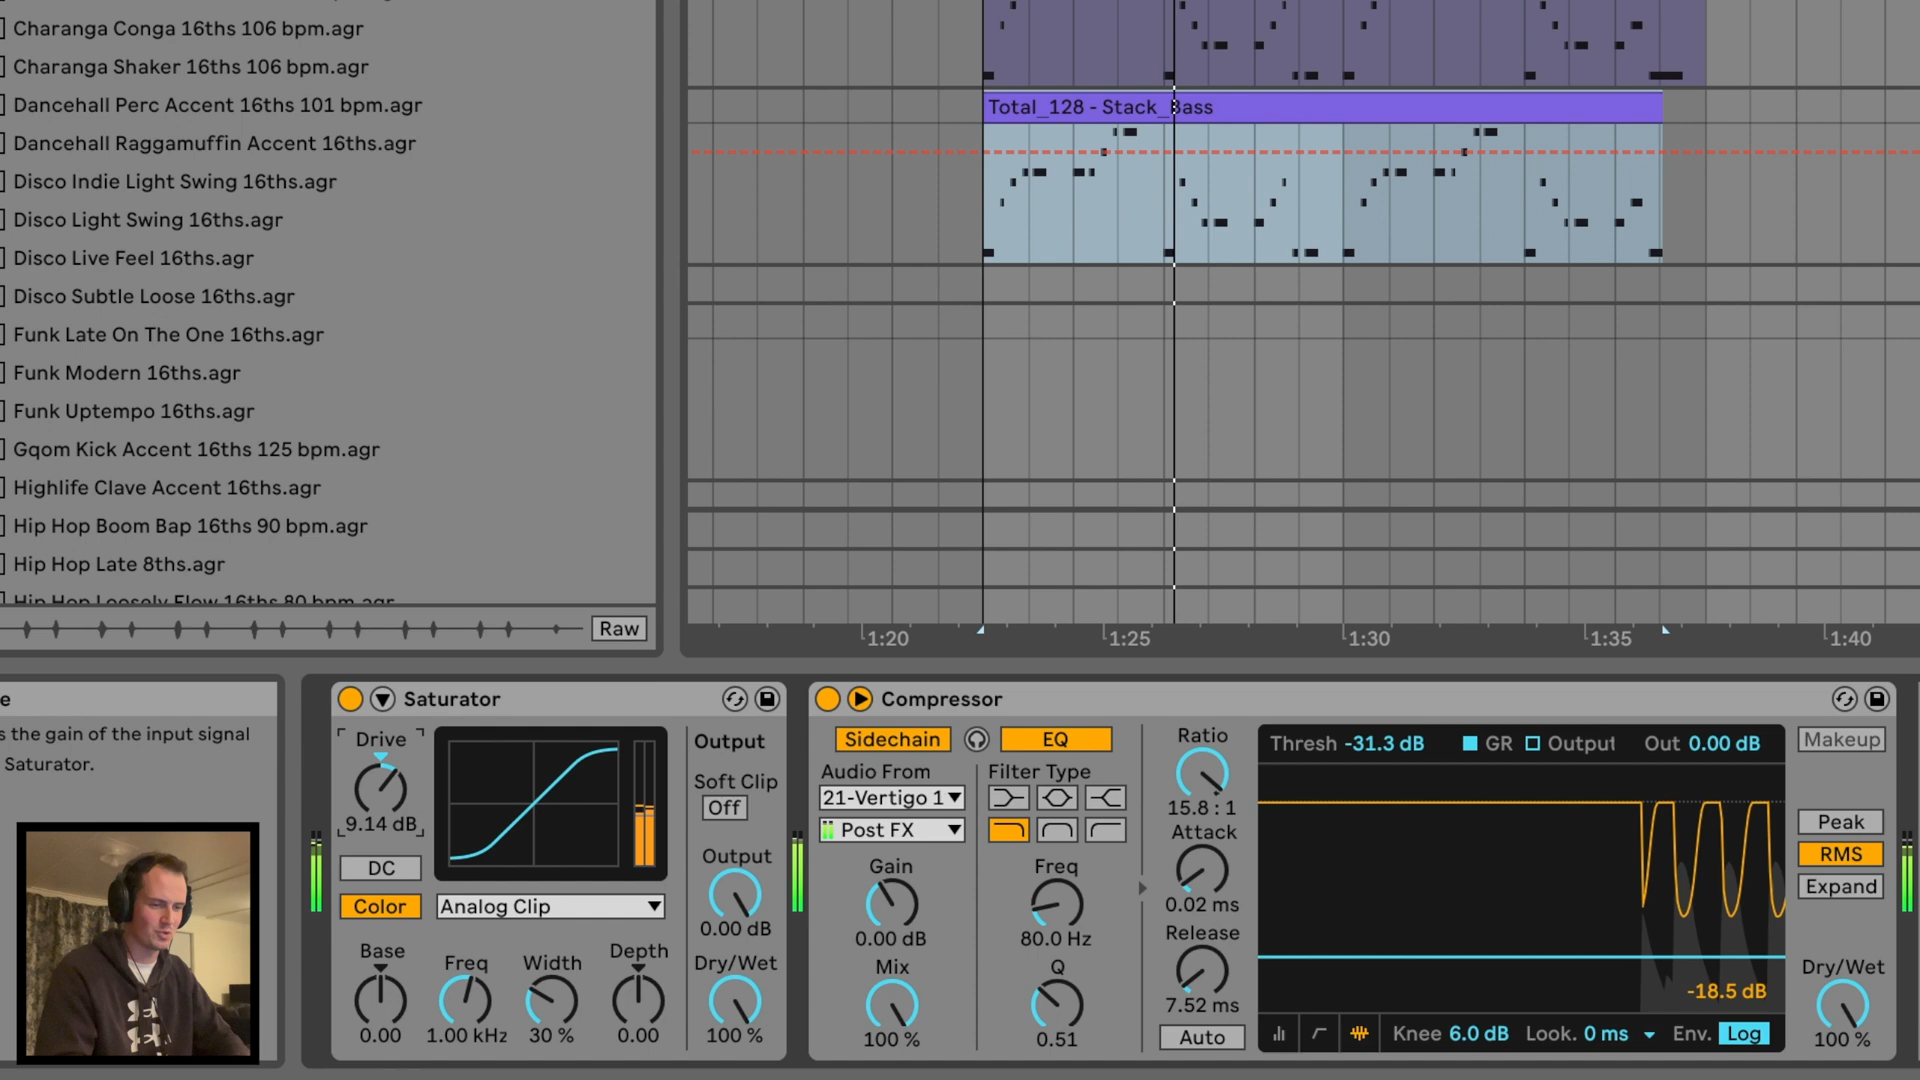 Charanga Conga 16ths 106 bpm.agr
Charanga Shaker 16ths 106 bpm.agr
Dancehall Perc Accent 16ths 101 bpm.agr
Dancehall Raggamuffin Accent 16ths.agr
Disco Indie Light Swing 16ths.agr
Disco Light Swing 16ths.agr
Disco Live Feel 16ths.agr
Disco Subtle Loose 16ths.agr
Funk Late On The One 16ths.agr
Funk Modern 16ths.agr
Funk Uptempo 16ths.agr
Gqom Kick Accent 16ths 125 bpm.agr
Highlife Clave Accent 16ths.agr
Hip Hop Boom Bap 16ths 90 bpm.agr
Hip Hop Late 8ths.agr
Hip Hop Loosely Flow 16ths 80 bpm.agr
Raw
Total_128 - Stack_Bass
1:20
1:25
1:30
1:35
1:40
e
s the gain of the input signal
Saturator.
Saturator
Drive
9.14 dB
DC
Color
Analog Clip
Base
0.00
Freq
1.00 kHz
Width
30 %
Depth
0.00
Output
Soft Clip
Off
Output
0.00 dB
Dry/Wet
100 %
Compressor
Sidechain
EQ
Audio From
21-Vertigo 1
Post FX
Filter Type
Gain
0.00 dB
Freq
80.0 Hz
Mix
100 %
Q
0.51
Ratio
15.8 : 1
Attack
0.02 ms
Release
7.52 ms
Auto
Thresh -31.3 dB
GR
Output
Out 0.00 dB
-18.5 dB
Knee 6.0 dB
Look. 0 ms
Env. Log
Makeup
Peak
RMS
Expand
Dry/Wet
100 %